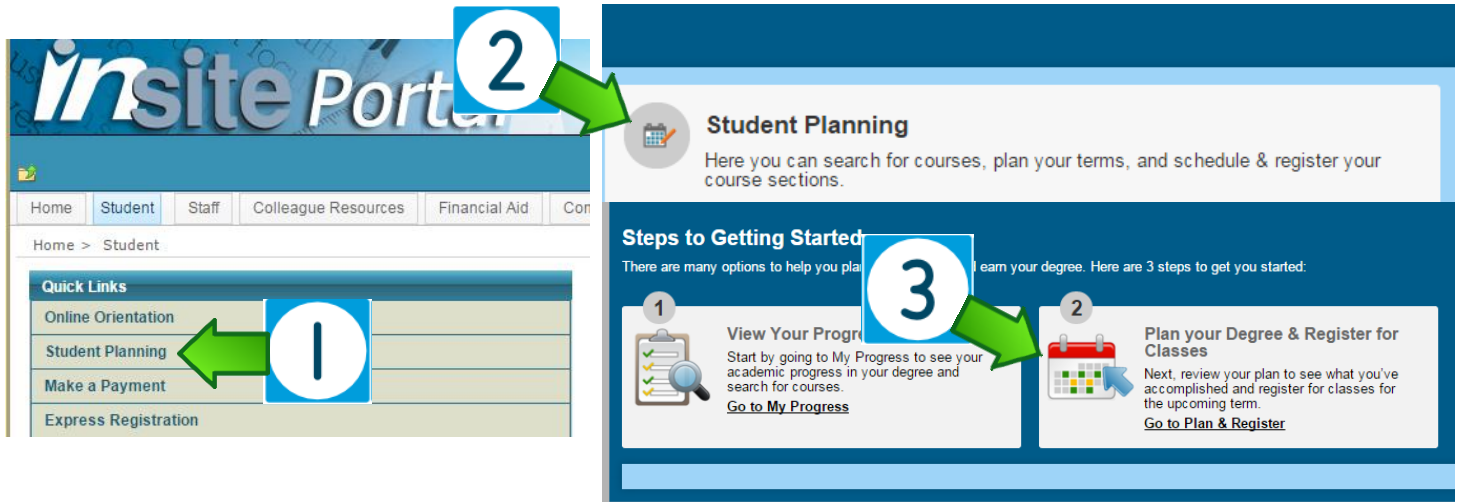 insite Portal
2
Home Student Staff Colleague Resources Financial Aid
Home > Student
Quick Links
Online Orientation
Student Planning
1
Make a Payment
Express Registration
Student Planning
Here you can search for courses, plan your terms, and schedule & register your
course sections.
Steps to Getting Started
There are many options to help you earn your degree. Here are 3 steps to get you started:
3
1
View Your
Start by going to My Progress to see your
academic progress in your degree and
search for courses.
Go to My Progress
2
Plan your Degree & Register for
Classes
Next, review your plan to see what you've
accomplished and register for classes for
the upcoming term.
Go to Plan & Register